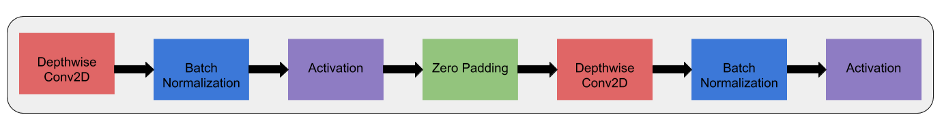 Depthwise
Conv2D
Batch
Normalization
Activation
Zero Padding
Depthwise
Conv2D
Batch
Normalization
Activation